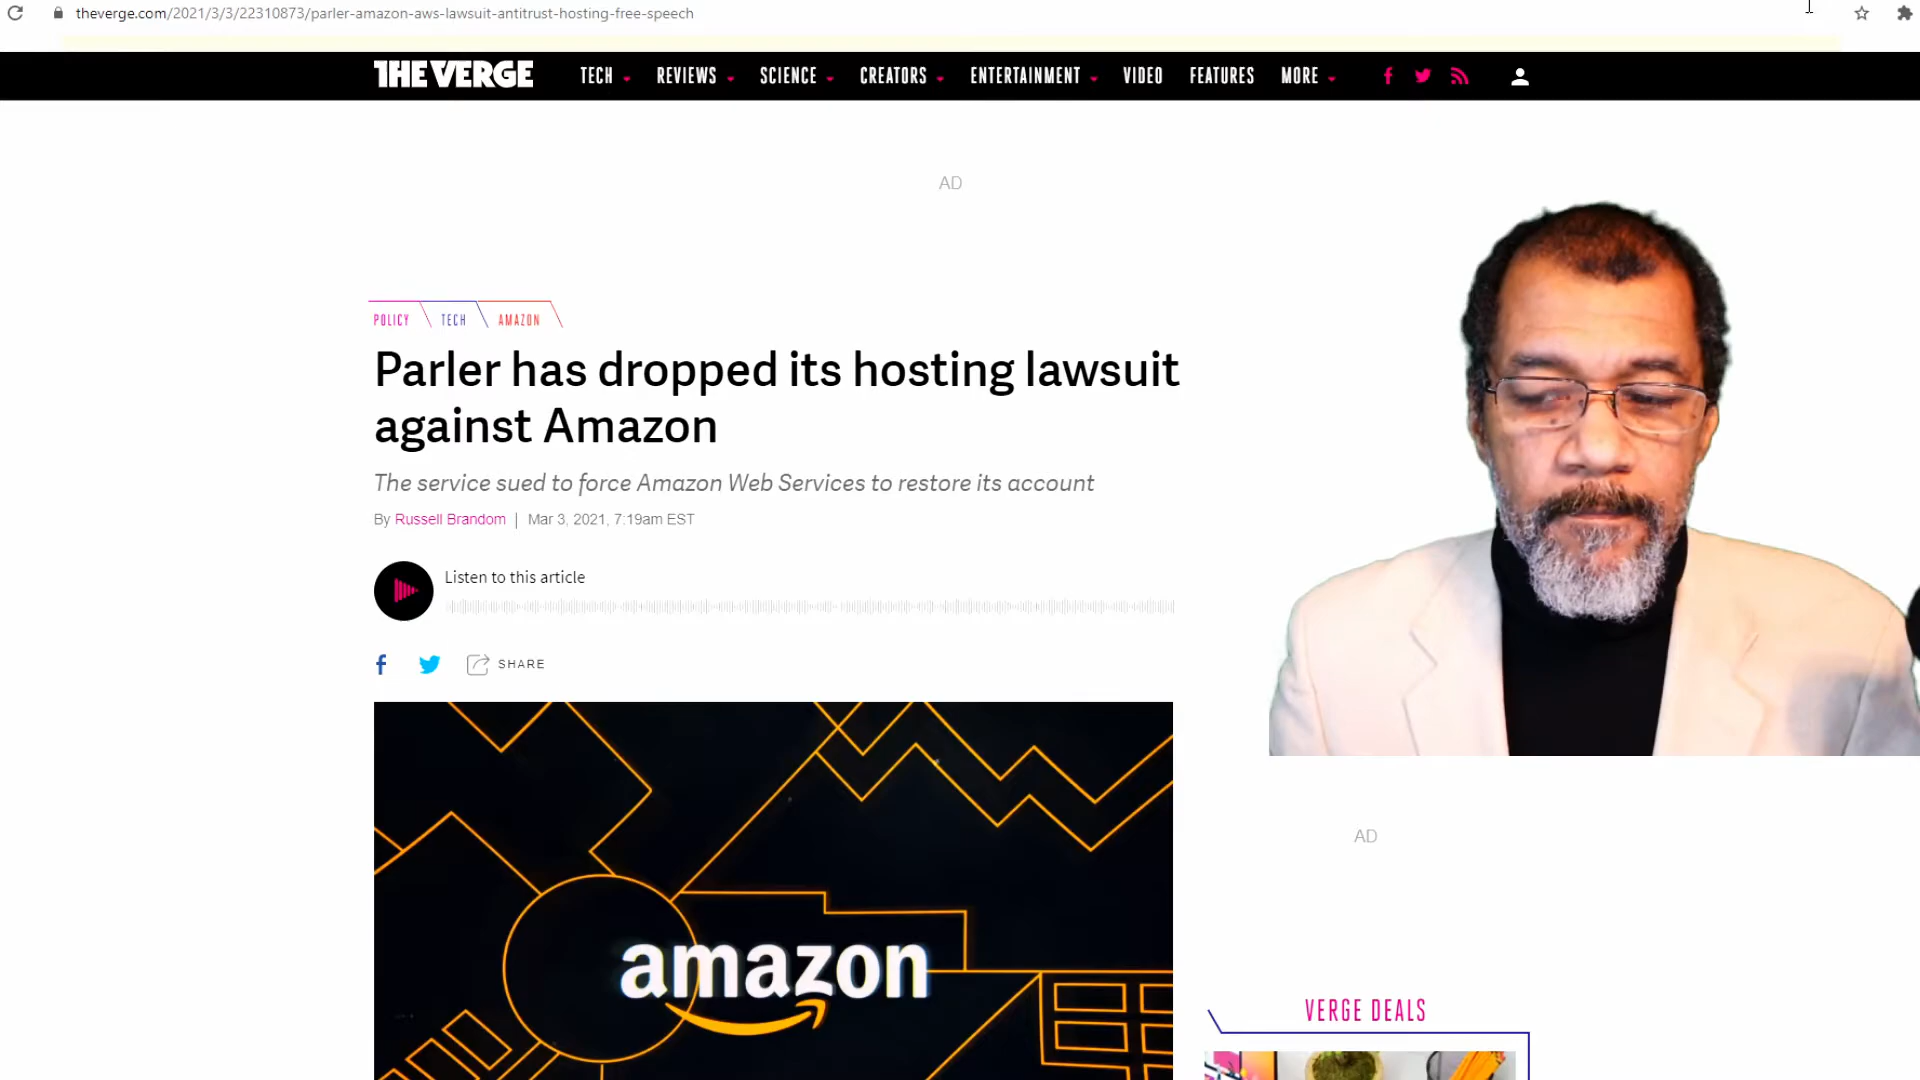 theverge.com/2021/3/3/22310873/parler-amazon-aws-lawsuit-antitrust-hosting-free-speech
THE VERGE TECH REVIEWS SCIENCE CREATORS ENTERTAINMENT VIDEO FEATURES MORE
AD
POLICY TECH AMAZON
Parler has dropped its hosting lawsuit
against Amazon
The service sued to force Amazon Web Services to restore its account
By Russell Brandom | Mar 3, 2021, 7:19am EST
Listen to this article
SHARE
amazon
AD
VERGE DEALS